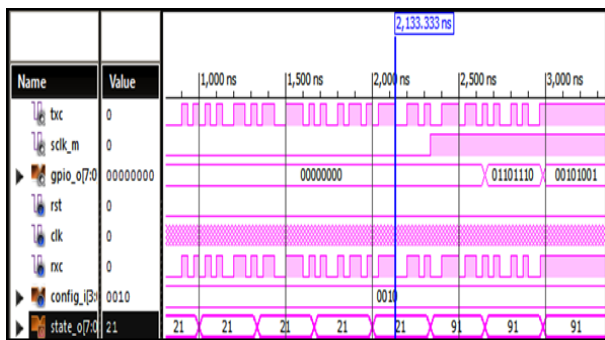 2,133.333 ns
Name Value 1,000 ns 1,500 ns 2,000 ns 2,500 ns 3,000 ns
txc 0
sclk_m 0
gpio_o[7:0 00000000 00000000 01101110 00101001
rst 0
clk 0
rxc 0
config_i[3:0 0010 0010
state_o[7:0 21 21 21 21 21 21 91 91 91